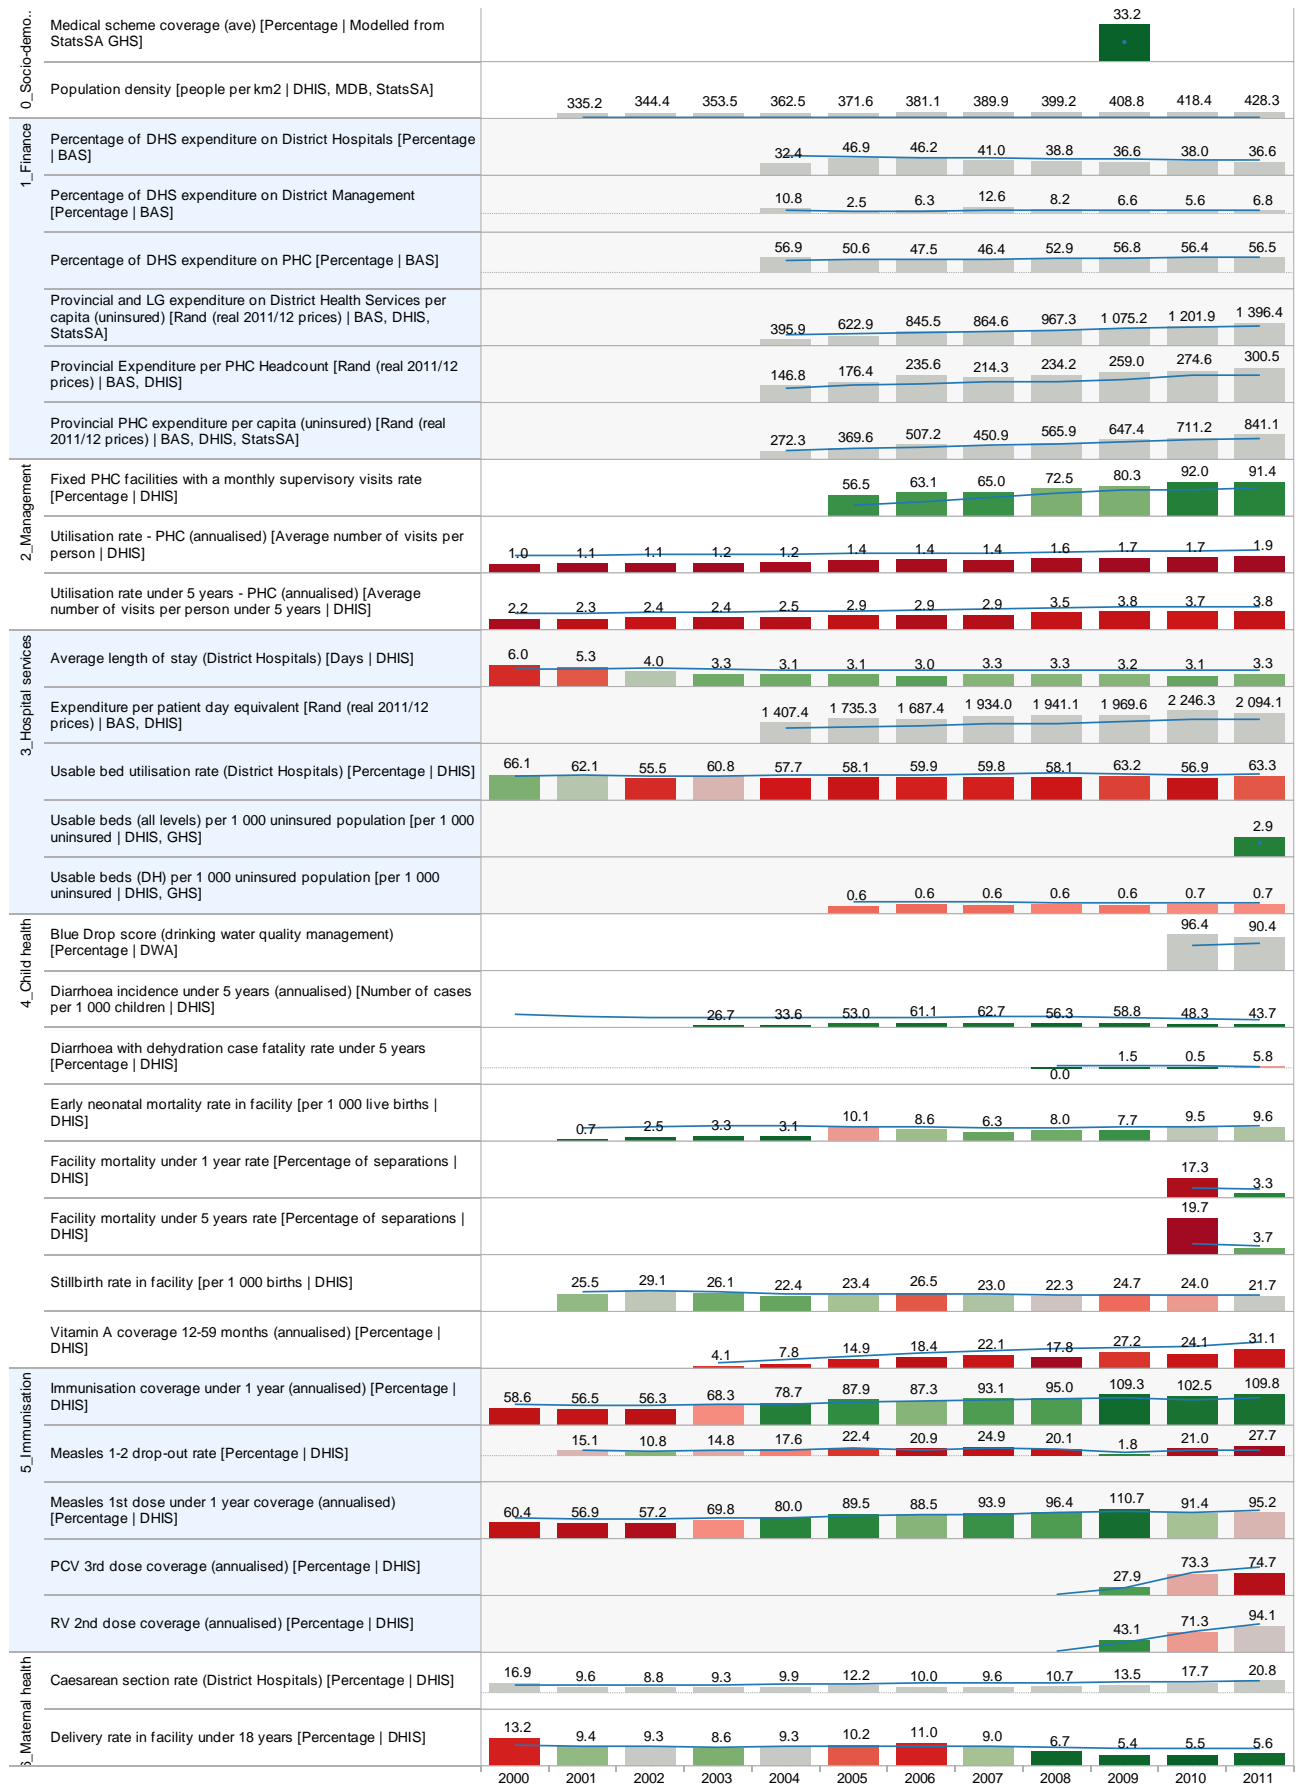 0_Socio-demo..
Medical scheme coverage (ave) [Percentage | Modelled from
StatsSA GHS]
33.2
Population density [people per km2 | DHIS, MDB, StatsSA]
335.2 344.4 353.5 362.5 371.6 381.1 389.9 399.2 408.8 418.4 428.3
1_Finance
Percentage of DHS expenditure on District Hospitals [Percentage
| BAS]
32.4 46.9 46.2 41.0 38.8 36.6 38.0 36.6
Percentage of DHS expenditure on District Management
[Percentage | BAS]
10.8 2.5 6.3 12.6 8.2 6.6 5.6 6.8
Percentage of DHS expenditure on PHC [Percentage | BAS]
56.9 50.6 47.5 46.4 52.9 56.8 56.4 56.5
Provincial and LG expenditure on District Health Services per
capita (uninsured) [Rand (real 2011/12 prices) | BAS, DHIS,
StatsSA]
395.9 622.9 845.5 864.6 967.3 1 075.2 1 201.9 1 396.4
Provincial Expenditure per PHC Headcount [Rand (real 2011/12
prices) | BAS, DHIS]
146.8 176.4 235.6 214.3 234.2 259.0 274.6 300.5
Provincial PHC expenditure per capita (uninsured) [Rand (real
2011/12 prices) | BAS, DHIS, StatsSA]
272.3 369.6 507.2 450.9 565.9 647.4 711.2 841.1
2_Management
Fixed PHC facilities with a monthly supervisory visits rate
[Percentage | DHIS]
56.5 63.1 65.0 72.5 80.3 92.0 91.4
Utilisation rate - PHC (annualised) [Average number of visits per
person | DHIS]
1.0 1.1 1.1 1.2 1.2 1.4 1.4 1.4 1.6 1.7 1.7 1.9
Utilisation rate under 5 years - PHC (annualised) [Average
number of visits per person under 5 years | DHIS]
2.2 2.3 2.4 2.4 2.5 2.9 2.9 2.9 3.5 3.8 3.7 3.8
3_Hospital services
Average length of stay (District Hospitals) [Days | DHIS]
6.0 5.3 4.0 3.3 3.1 3.1 3.0 3.3 3.3 3.2 3.1 3.3
Expenditure per patient day equivalent [Rand (real 2011/12
prices) | BAS, DHIS]
1 407.4 1 735.3 1 687.4 1 934.0 1 941.1 1 969.6 2 246.3 2 094.1
Usable bed utilisation rate (District Hospitals) [Percentage | DHIS]
66.1 62.1 55.5 60.8 57.7 58.1 59.9 59.8 58.1 63.2 56.9 63.3
Usable beds (all levels) per 1 000 uninsured population [per 1 000
uninsured | DHIS, GHS]
2.9
Usable beds (DH) per 1 000 uninsured population [per 1 000
uninsured | DHIS, GHS]
0.6 0.6 0.6 0.6 0.6 0.7 0.7
4_Child health
Blue Drop score (drinking water quality management)
[Percentage | DWA]
96.4 90.4
Diarrhoea incidence under 5 years (annualised) [Number of cases
per 1 000 children | DHIS]
26.7 33.6 53.0 61.1 62.7 56.3 58.8 48.3 43.7
Diarrhoea with dehydration case fatality rate under 5 years
[Percentage | DHIS]
0.0 1.5 0.5 5.8
Early neonatal mortality rate in facility [per 1 000 live births |
DHIS]
0.7 2.5 3.3 3.1 10.1 8.6 6.3 8.0 7.7 9.5 9.6
Facility mortality under 1 year rate [Percentage of separations |
DHIS]
17.3 3.3
Facility mortality under 5 years rate [Percentage of separations |
DHIS]
19.7 3.7
Stillbirth rate in facility [per 1 000 births | DHIS]
25.5 29.1 26.1 22.4 23.4 26.5 23.0 22.3 24.7 24.0 21.7
Vitamin A coverage 12-59 months (annualised) [Percentage |
DHIS]
4.1 7.8 14.9 18.4 22.1 17.8 27.2 24.1 31.1
5_Immunisation
Immunisation coverage under 1 year (annualised) [Percentage |
DHIS]
58.6 56.5 56.3 68.3 78.7 87.9 87.3 93.1 95.0 109.3 102.5 109.8
Measles 1-2 drop-out rate [Percentage | DHIS]
15.1 10.8 14.8 17.6 22.4 20.9 24.9 20.1 1.8 21.0 27.7
Measles 1st dose under 1 year coverage (annualised)
[Percentage | DHIS]
60.4 56.9 57.2 69.8 80.0 89.5 88.5 93.9 96.4 110.7 91.4 95.2
PCV 3rd dose coverage (annualised) [Percentage | DHIS]
27.9 73.3 74.7
RV 2nd dose coverage (annualised) [Percentage | DHIS]
43.1 71.3 94.1
6_Maternal health
Caesarean section rate (District Hospitals) [Percentage | DHIS]
16.9 9.6 8.8 9.3 9.9 12.2 10.0 9.6 10.7 13.5 17.7 20.8
Delivery rate in facility under 18 years [Percentage | DHIS]
13.2 9.4 9.3 8.6 9.3 10.2 11.0 9.0 6.7 5.4 5.5 5.6
2000 2001 2002 2003 2004 2005 2006 2007 2008 2009 2010 2011